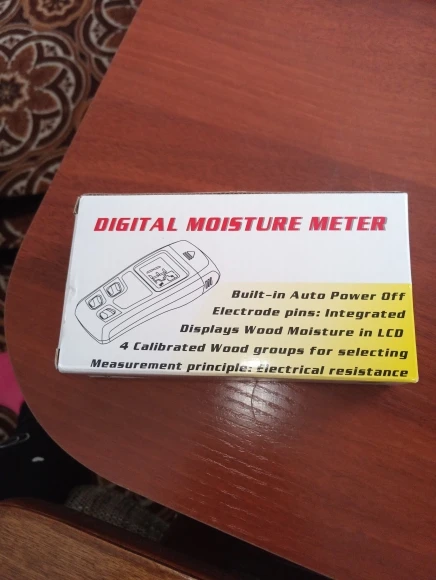 DIGITAL MOISTURE METER
Built-in Auto Power Off
Electrode pins: Integrated
Displays Wood Moisture in LCD
4 Calibrated Wood groups for selecting
Measurement principle: Electrical resistance